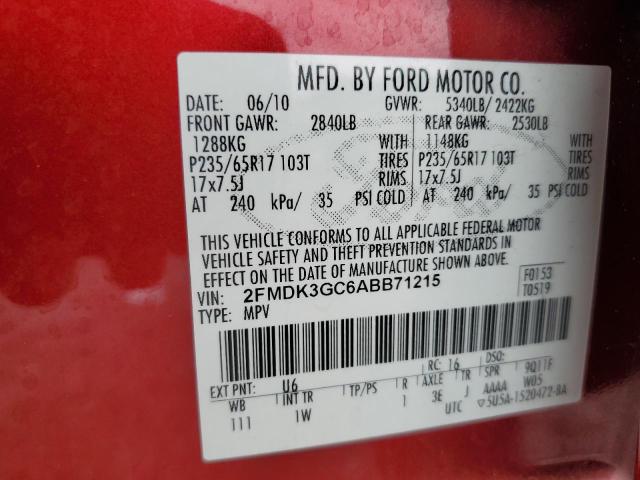 MFD. BY FORD MOTOR CO.
DATE: 06/10 GVWR: 5340LB/ 2422KG
FRONT GAWR: 2840LB REAR GAWR: 2530LB
1288KG WITH 1148KG WITH
P235/65R17 103T TIRES P235/65R17 103T TIRES
17x7.5J RIMS 17x7.5J RIMS
AT 240 kPa/ 35 PSI COLD AT 240 kPa/ 35 PSI COLD
THIS VEHICLE CONFORMS TO ALL APPLICABLE FEDERAL MOTOR
VEHICLE SAFETY AND THEFT PREVENTION STANDARDS IN
EFFECT ON THE DATE OF MANUFACTURE SHOWN ABOVE.
VIN: 2FMDK3GC6ABB71215 F0153
TYPE: MPV T0519
RC: 16 DSO:
EXT PNT: U6 9Q11F
WB INT TR TP/PS R AXLE TR SPR W05
111 1W 1 3E J AAAA
UTC ▽5U5A-1520472-BA